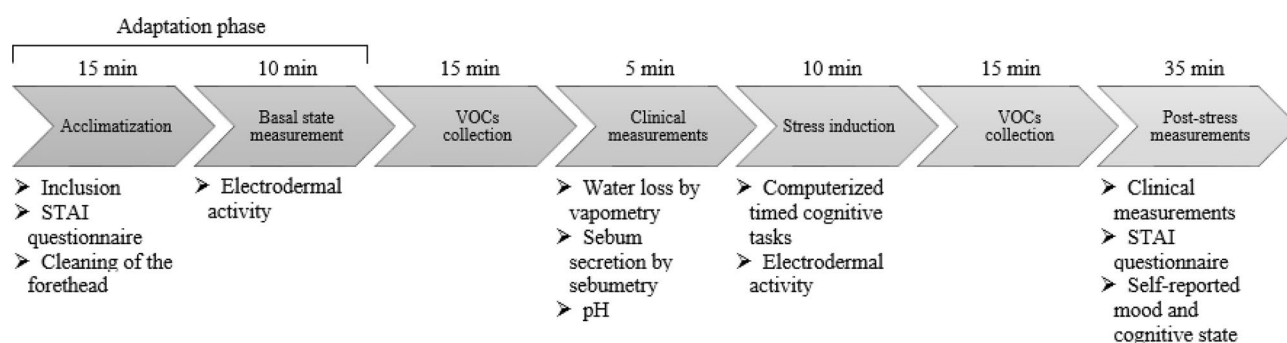 Adaptation phase
15 min
10 min
15 min
5 min
10 min
15 min
35 min
Acclimatization
Basal state
measurement
VOCs
collection
Clinical
measurements
Stress induction
VOCs
collection
Post-stress
measurements
➤ Inclusion
➤ STAI
questionnaire
➤ Cleaning of the
forethead
➤ Electrodermal
activity
➤ Water loss by
vapometry
➤ Sebum
secretion by
sebumetry
➤ pH
➤ Computerized
timed cognitive
tasks
➤ Electrodermal
activity
➤ Clinical
measurements
➤ STAI
questionnaire
➤ Self-reported
mood and
cognitive state